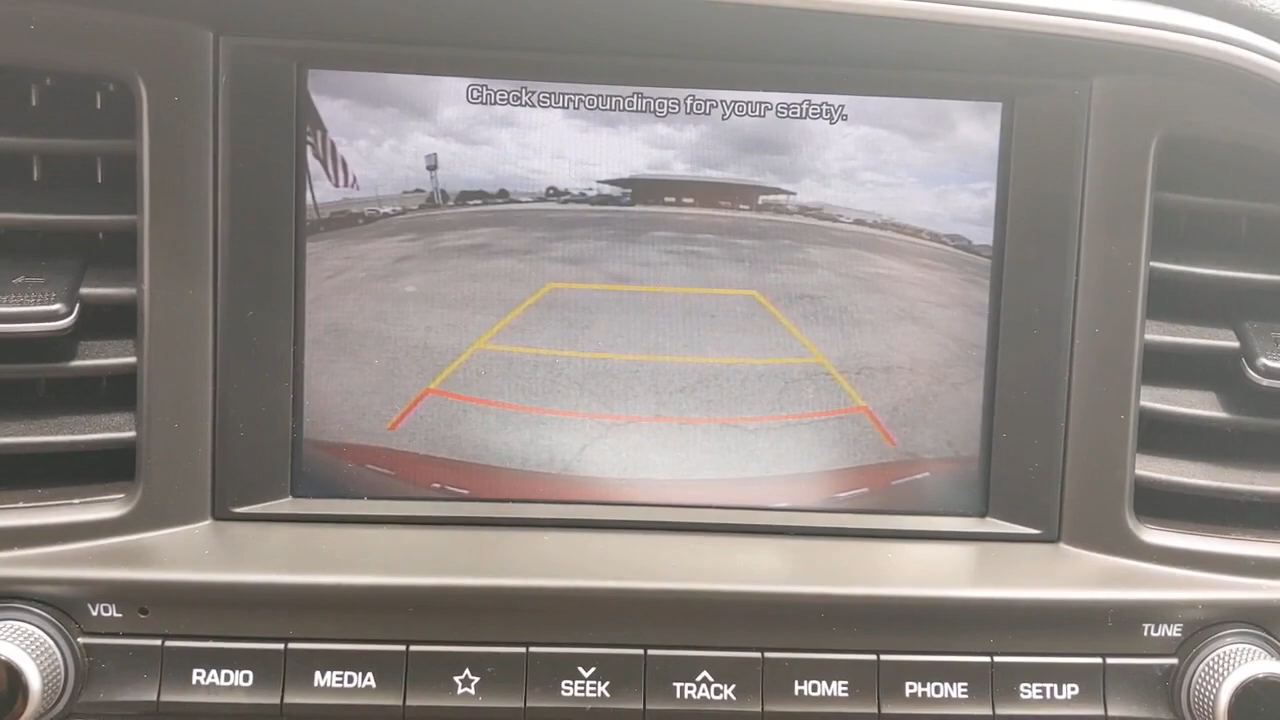 Check surroundings for your safety.
VOL
TUNE
RADIO
MEDIA
SEEK
TRACK
HOME
PHONE
SETUP